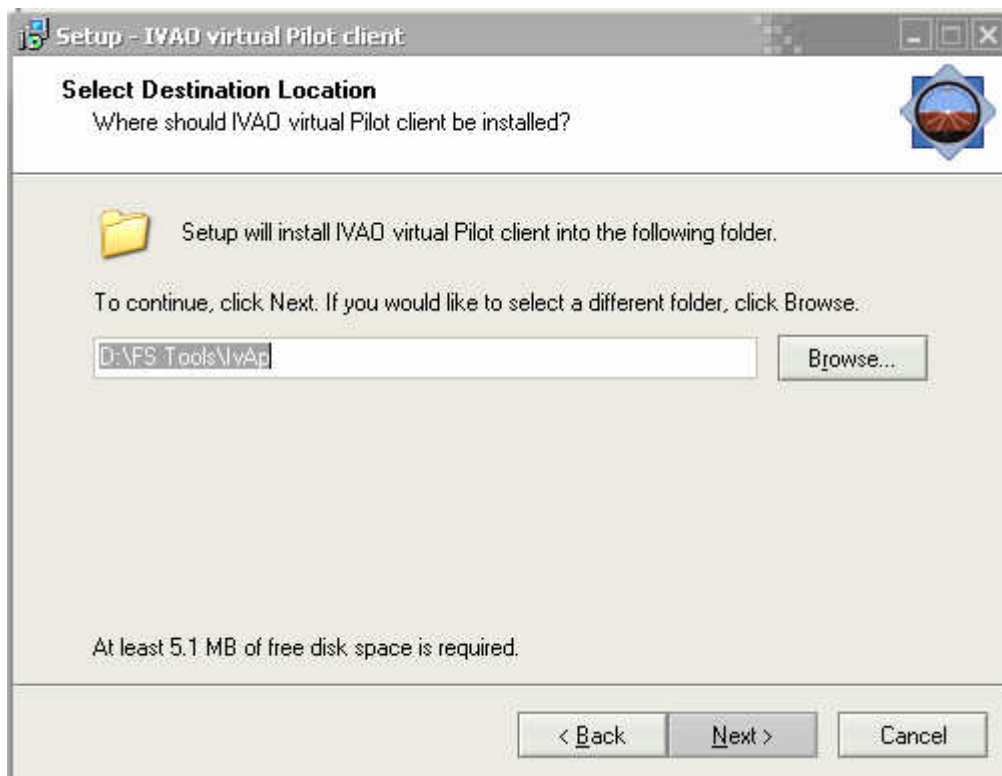 Setup - IVAO virtual Pilot client
Select Destination Location
Where should IVAO virtual Pilot client be installed?
Setup will install IVAO virtual Pilot client into the following folder.
To continue, click Next. If you would like to select a different folder, click Browse.
D:\FS Tools\IvAp
Browse...
At least 5.1 MB of free disk space is required.
< Back
Next >
Cancel